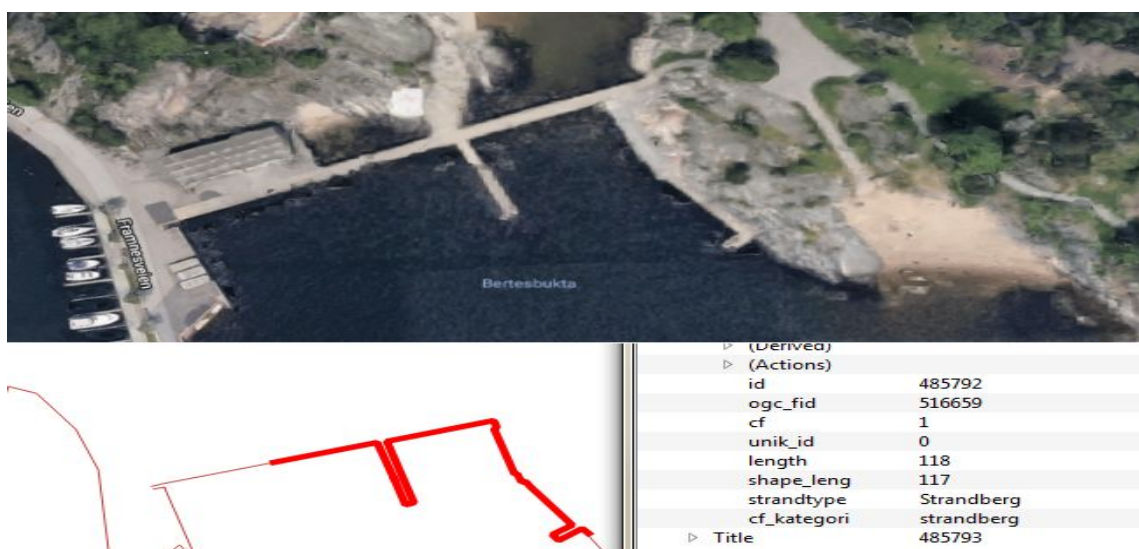 en
Framnesveien
Bertesbukta
(Derived)
(Actions)
id 485792
ogc_fid 516659
cf 1
unik_id 0
length 118
shape_leng 117
strandtype Strandberg
cf_kategori strandberg
Title 485793